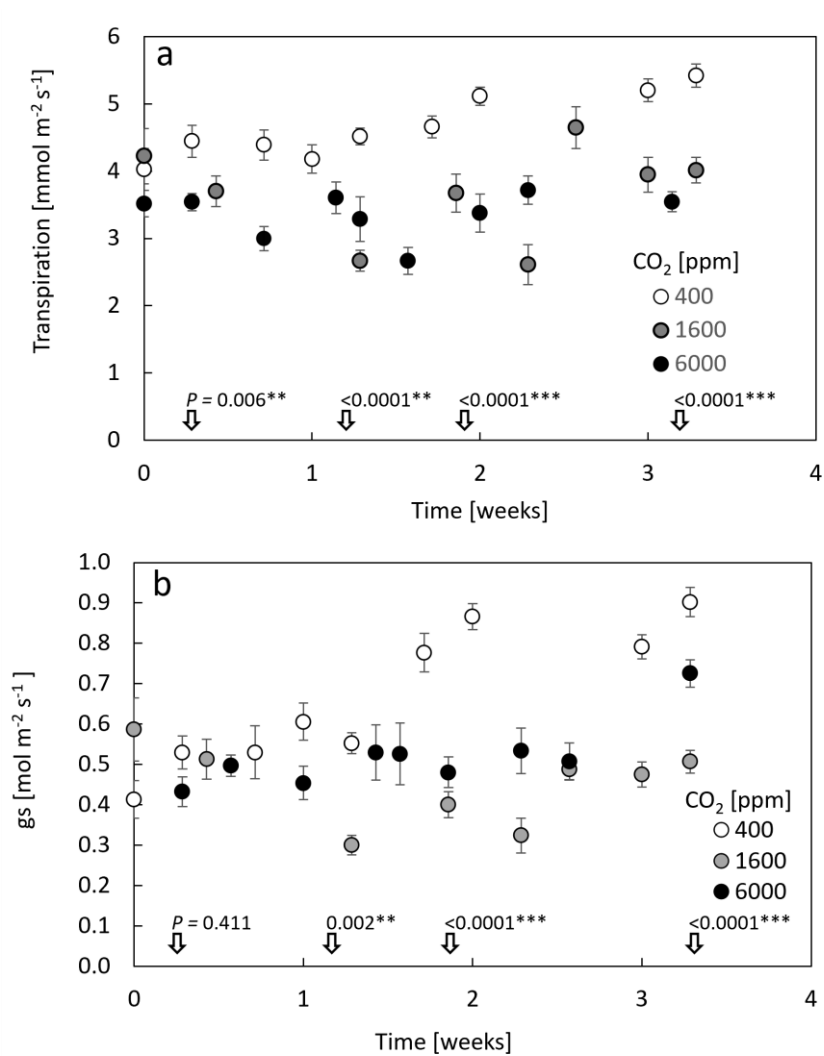 a
Transpiration [mmol m⁻² s⁻¹]
6
5
4
3
2
1
0
CO₂ [ppm]
400
1600
6000
P = 0.006**
<0.0001**
<0.0001***
<0.0001***
0 1 2 3 4
Time [weeks]
b
gs [mol m⁻² s⁻¹]
1.0
0.9
0.8
0.7
0.6
0.5
0.4
0.3
0.2
0.1
0.0
CO₂ [ppm]
400
1600
6000
P = 0.411
0.002**
<0.0001***
<0.0001***
0 1 2 3 4
Time [weeks]